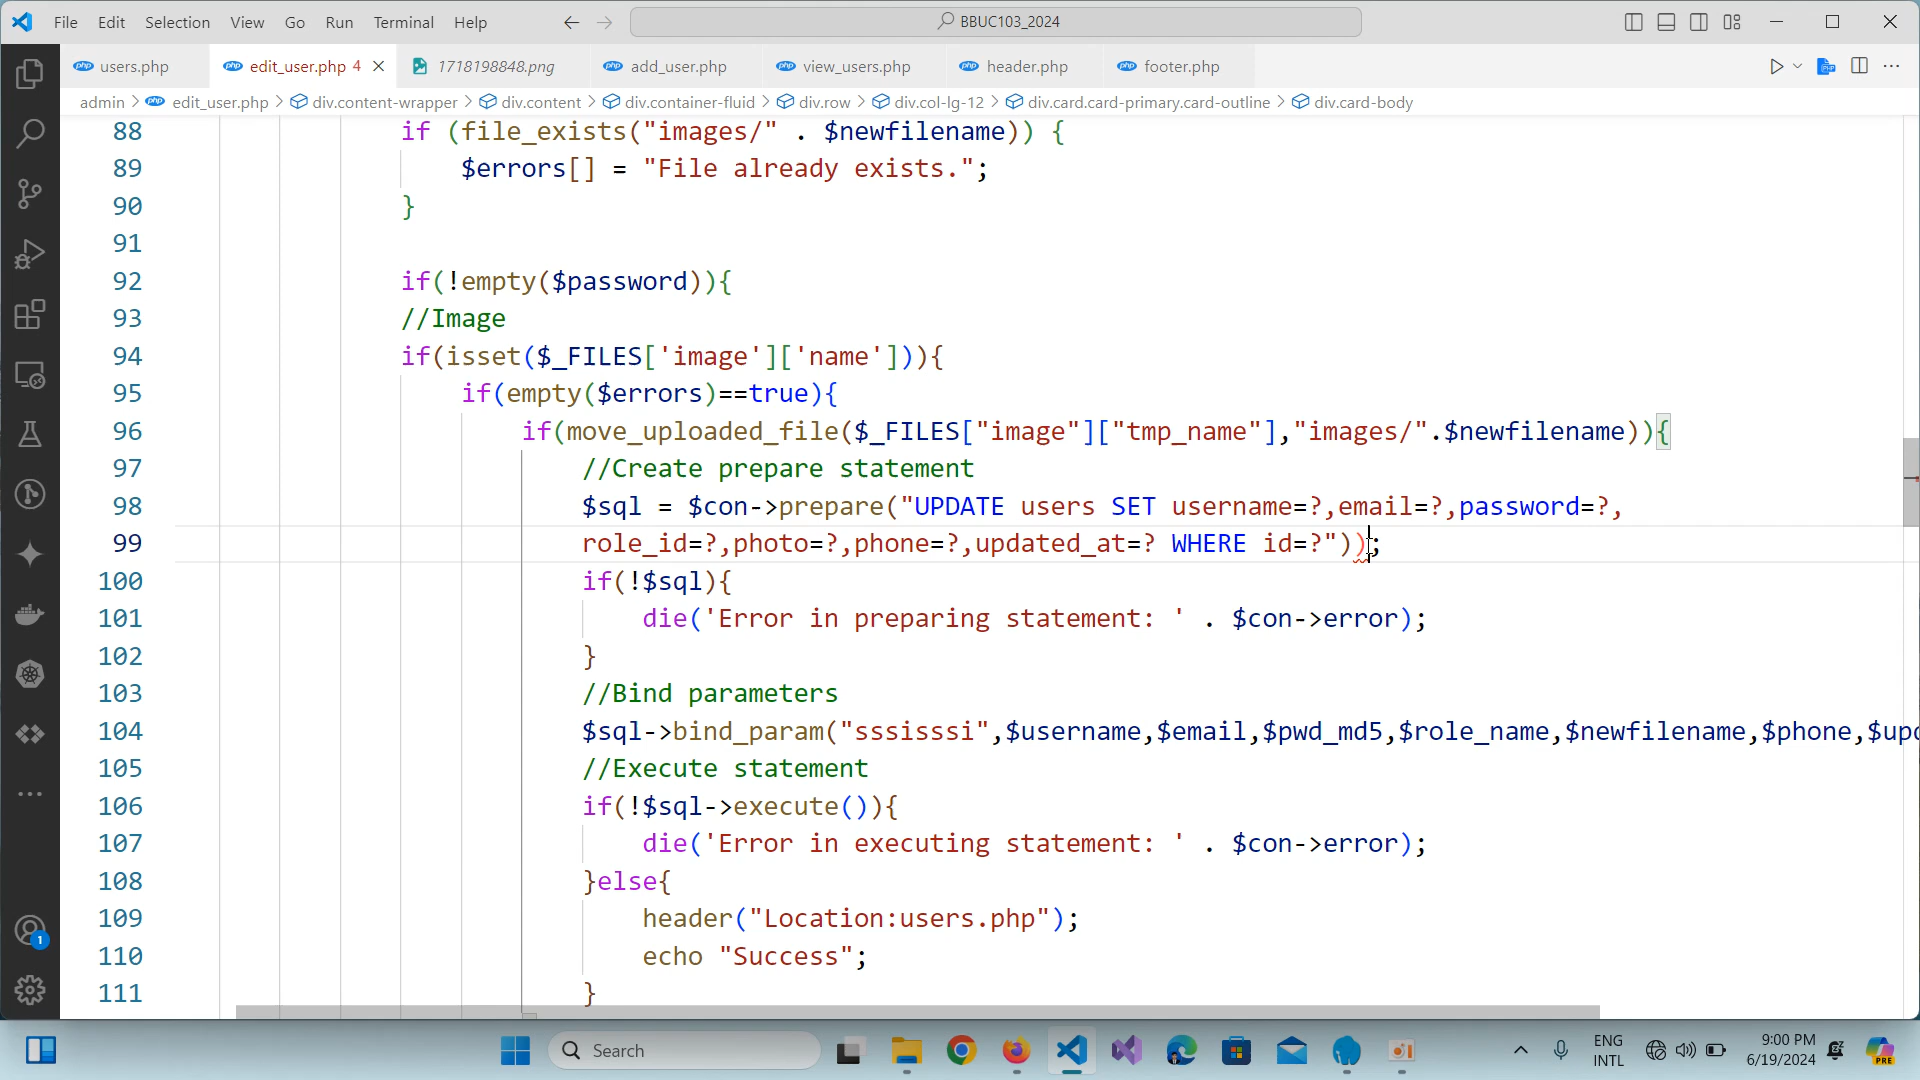 File Edit Selection View Go Run Terminal Help BBUC103_2024
users.php edit_user.php 4 1718198848.png add_user.php view_users.php header.php footer.php
admin > edit_user.php > div.content-wrapper > div.content > div.container-fluid > div.row > div.col-lg-12 > div.card.card-primary.card-outline > div.card-body
88 if (file_exists("images/" . $newfilename)) {
89 $errors[] = "File already exists.";
90 }
91
92 if(!empty($password)){
93 //Image
94 if(isset($_FILES['image']['name'])){
95 if(empty($errors)==true){
96 if(move_uploaded_file($_FILES["image"]["tmp_name"],"images/".$newfilename)){
97 //Create prepare statement
98 $sql = $con->prepare("UPDATE users SET username=?,email=?,password=?,
99 role_id=?,photo=?,phone=?,updated_at=? WHERE id=?"));
100 if(!$sql){
101 die('Error in preparing statement: ' . $con->error);
102 }
103 //Bind parameters
104 $sql->bind_param("sssisssi",$username,$email,$pwd_md5,$role_name,$newfilename,$phone,$upd
105 //Execute statement
106 if(!$sql->execute()){
107 die('Error in executing statement: ' . $con->error);
108 }else{
109 header("Location:users.php");
110 echo "Success";
111 }
1
Search
ENG
INTL
9:00 PM
6/19/2024
PRE